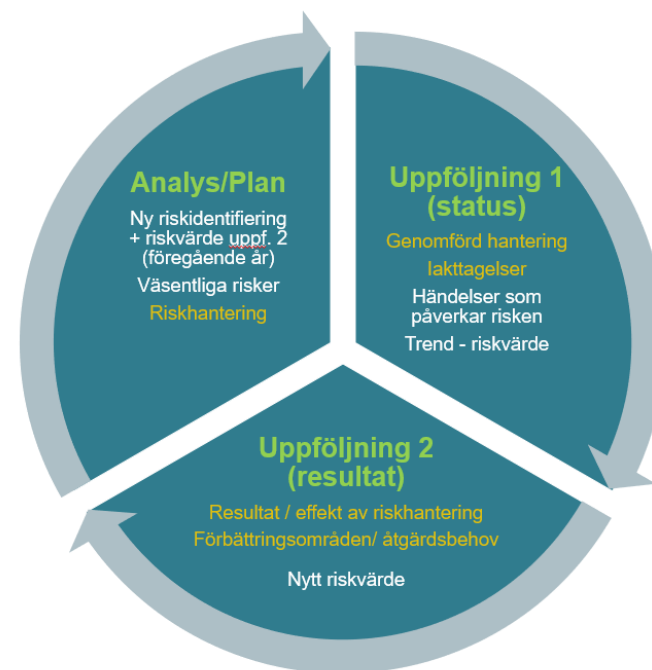 Analys/Plan
Ny riskidentifiering
+ riskvärde uppf. 2
(föregående år)
Väsentliga risker
Riskhantering
Uppföljning 1
(status)
Genomförd hantering
Iakttagelser
Händelser som
påverkar risken
Trend - riskvärde
Uppföljning 2
(resultat)
Resultat / effekt av riskhantering
Förbättringsområden/ åtgärdsbehov
Nytt riskvärde